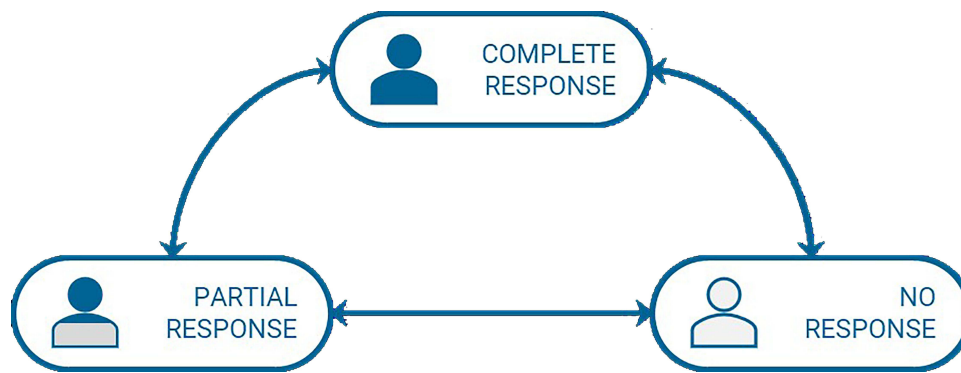 COMPLETE
RESPONSE
PARTIAL
RESPONSE
NO
RESPONSE